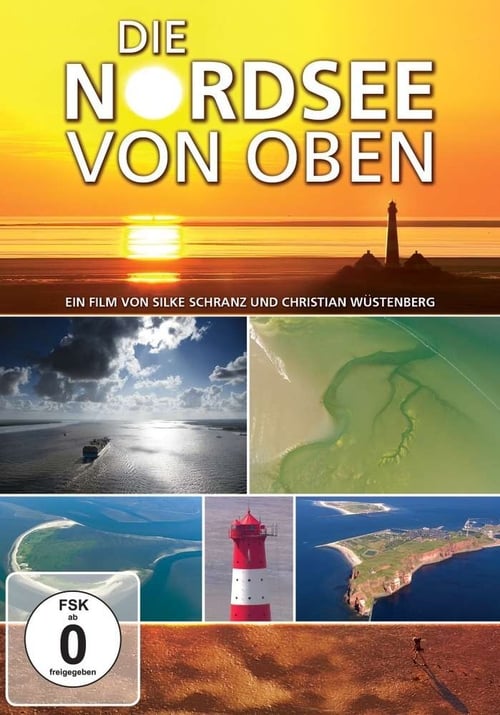 DIE
NORDSEE
VON OBEN
EIN FILM VON SILKE SCHRANZ UND CHRISTIAN WÜSTENBERG
FSK
ab
0
freigegeben